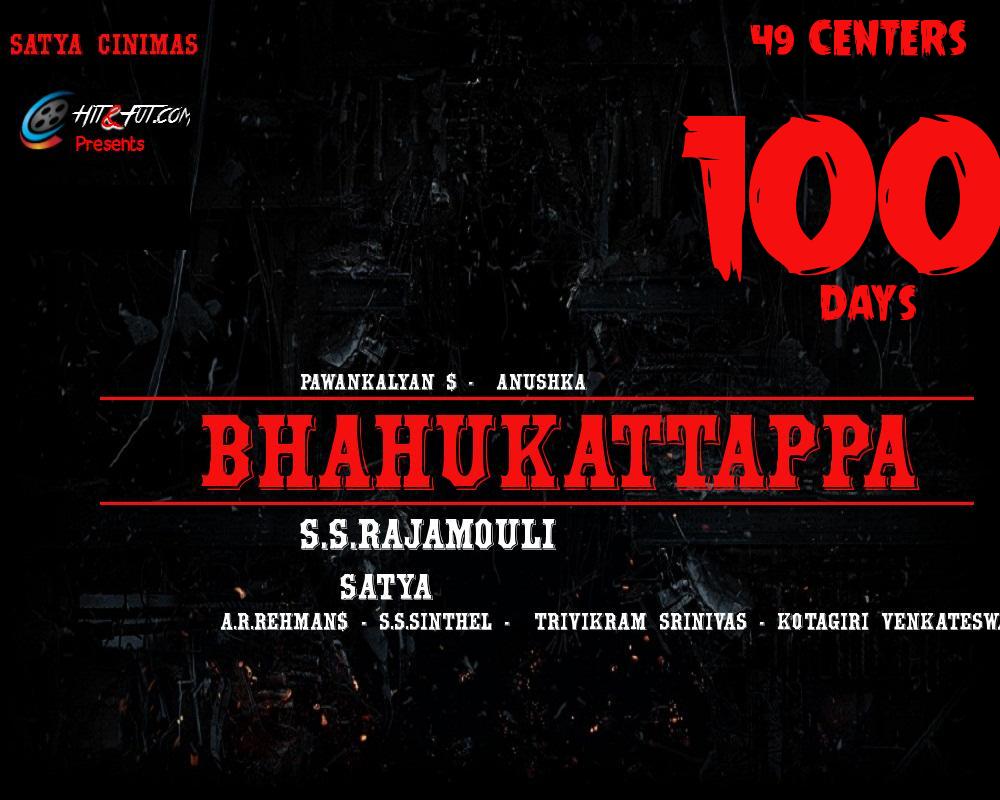 SATYA CINIMAS
49 CENTERS
HIT&FUT.COM
Presents
100
DAYS
PAWANKALYAN $ - ANUSHKA
BHAHUKATTAPPA
S.S.RAJAMOULI
SATYA
A.R.REHMAN$ - S.S.SINTHEL - TRIVIKRAM SRINIVAS - KOTAGIRI VENKATESWA